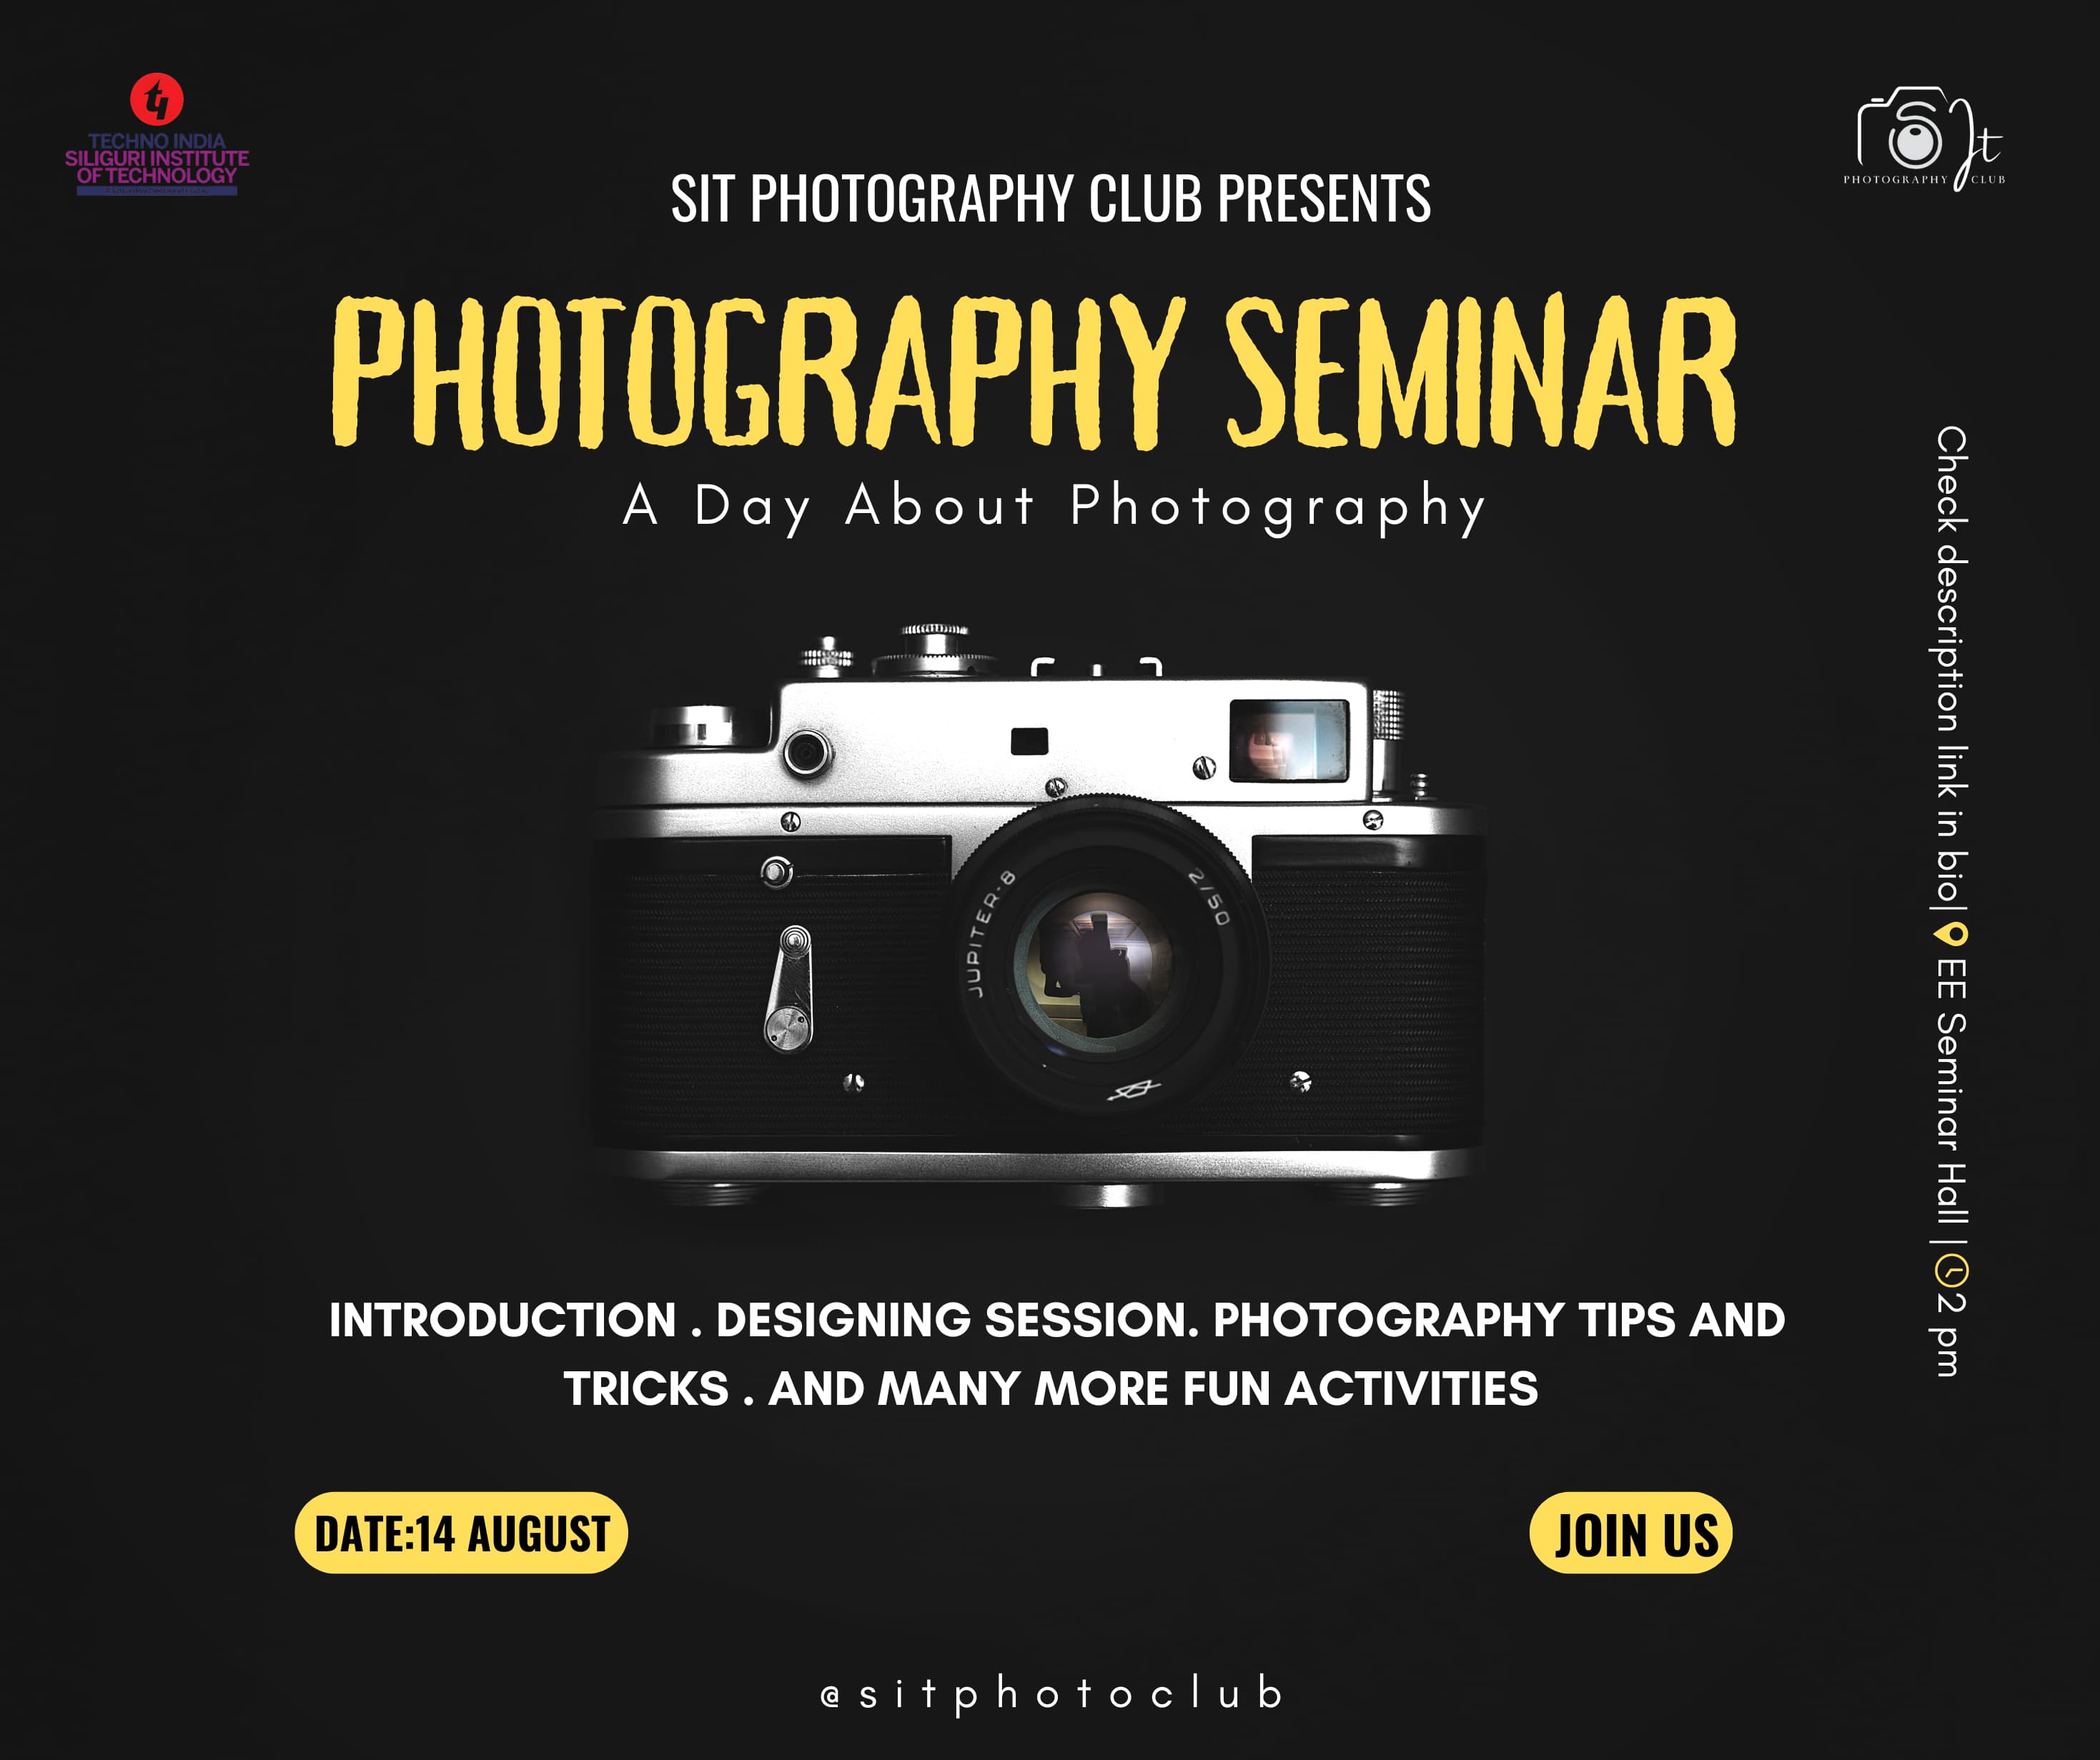 TECHNO INDIA
SILIGURI INSTITUTE
OF TECHNOLOGY
PHOTOGRAPHY CLUB
SIT PHOTOGRAPHY CLUB PRESENTS
PHOTOGRAPHY SEMINAR
A Day About Photography
Check description link in bio| EE Seminar Hall | 2 pm
JUPITER-8 2/50
INTRODUCTION . DESIGNING SESSION. PHOTOGRAPHY TIPS AND
TRICKS . AND MANY MORE FUN ACTIVITIES
DATE:14 AUGUST
JOIN US
@sitphotoclub